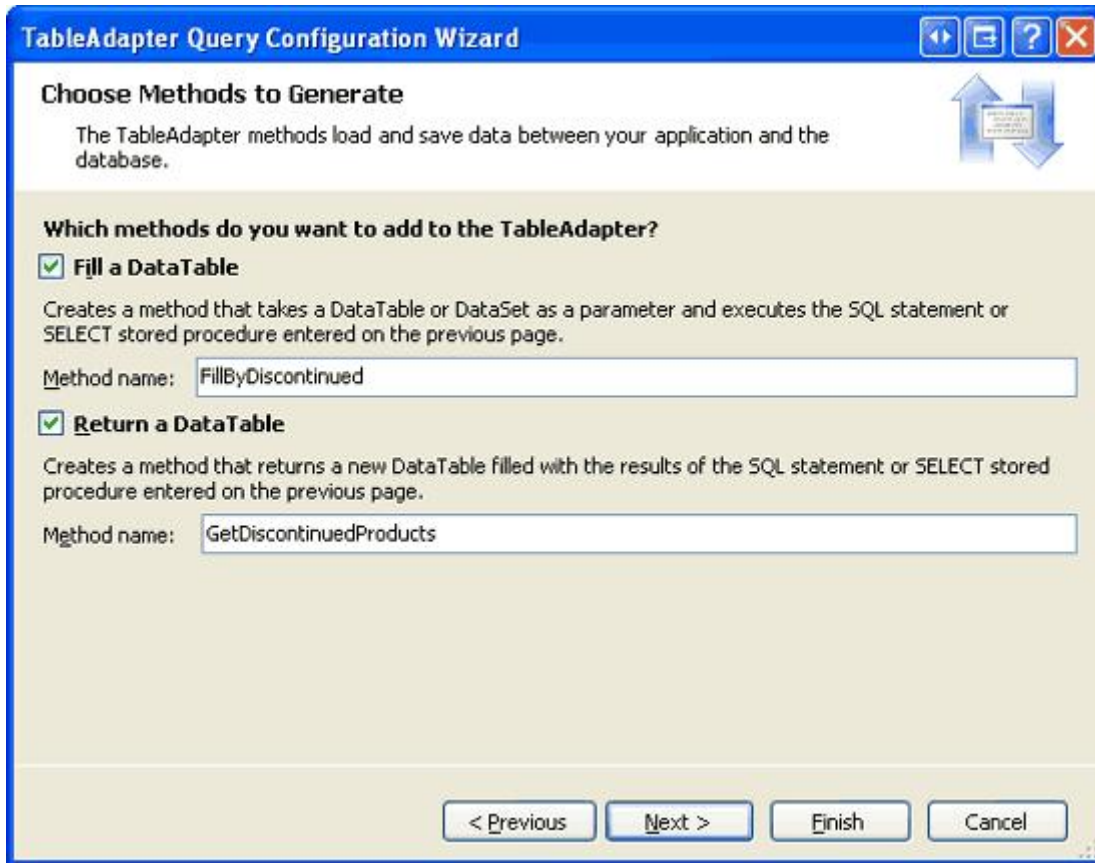 TableAdapter Query Configuration Wizard
Choose Methods to Generate
The TableAdapter methods load and save data between your application and the
database.
Which methods do you want to add to the TableAdapter?
Fill a DataTable
Creates a method that takes a DataTable or DataSet as a parameter and executes the SQL statement or
SELECT stored procedure entered on the previous page.
Method name: FillByDiscontinued
Return a DataTable
Creates a method that returns a new DataTable filled with the results of the SQL statement or SELECT stored
procedure entered on the previous page.
Method name: GetDiscontinuedProducts
< Previous Next > Finish Cancel